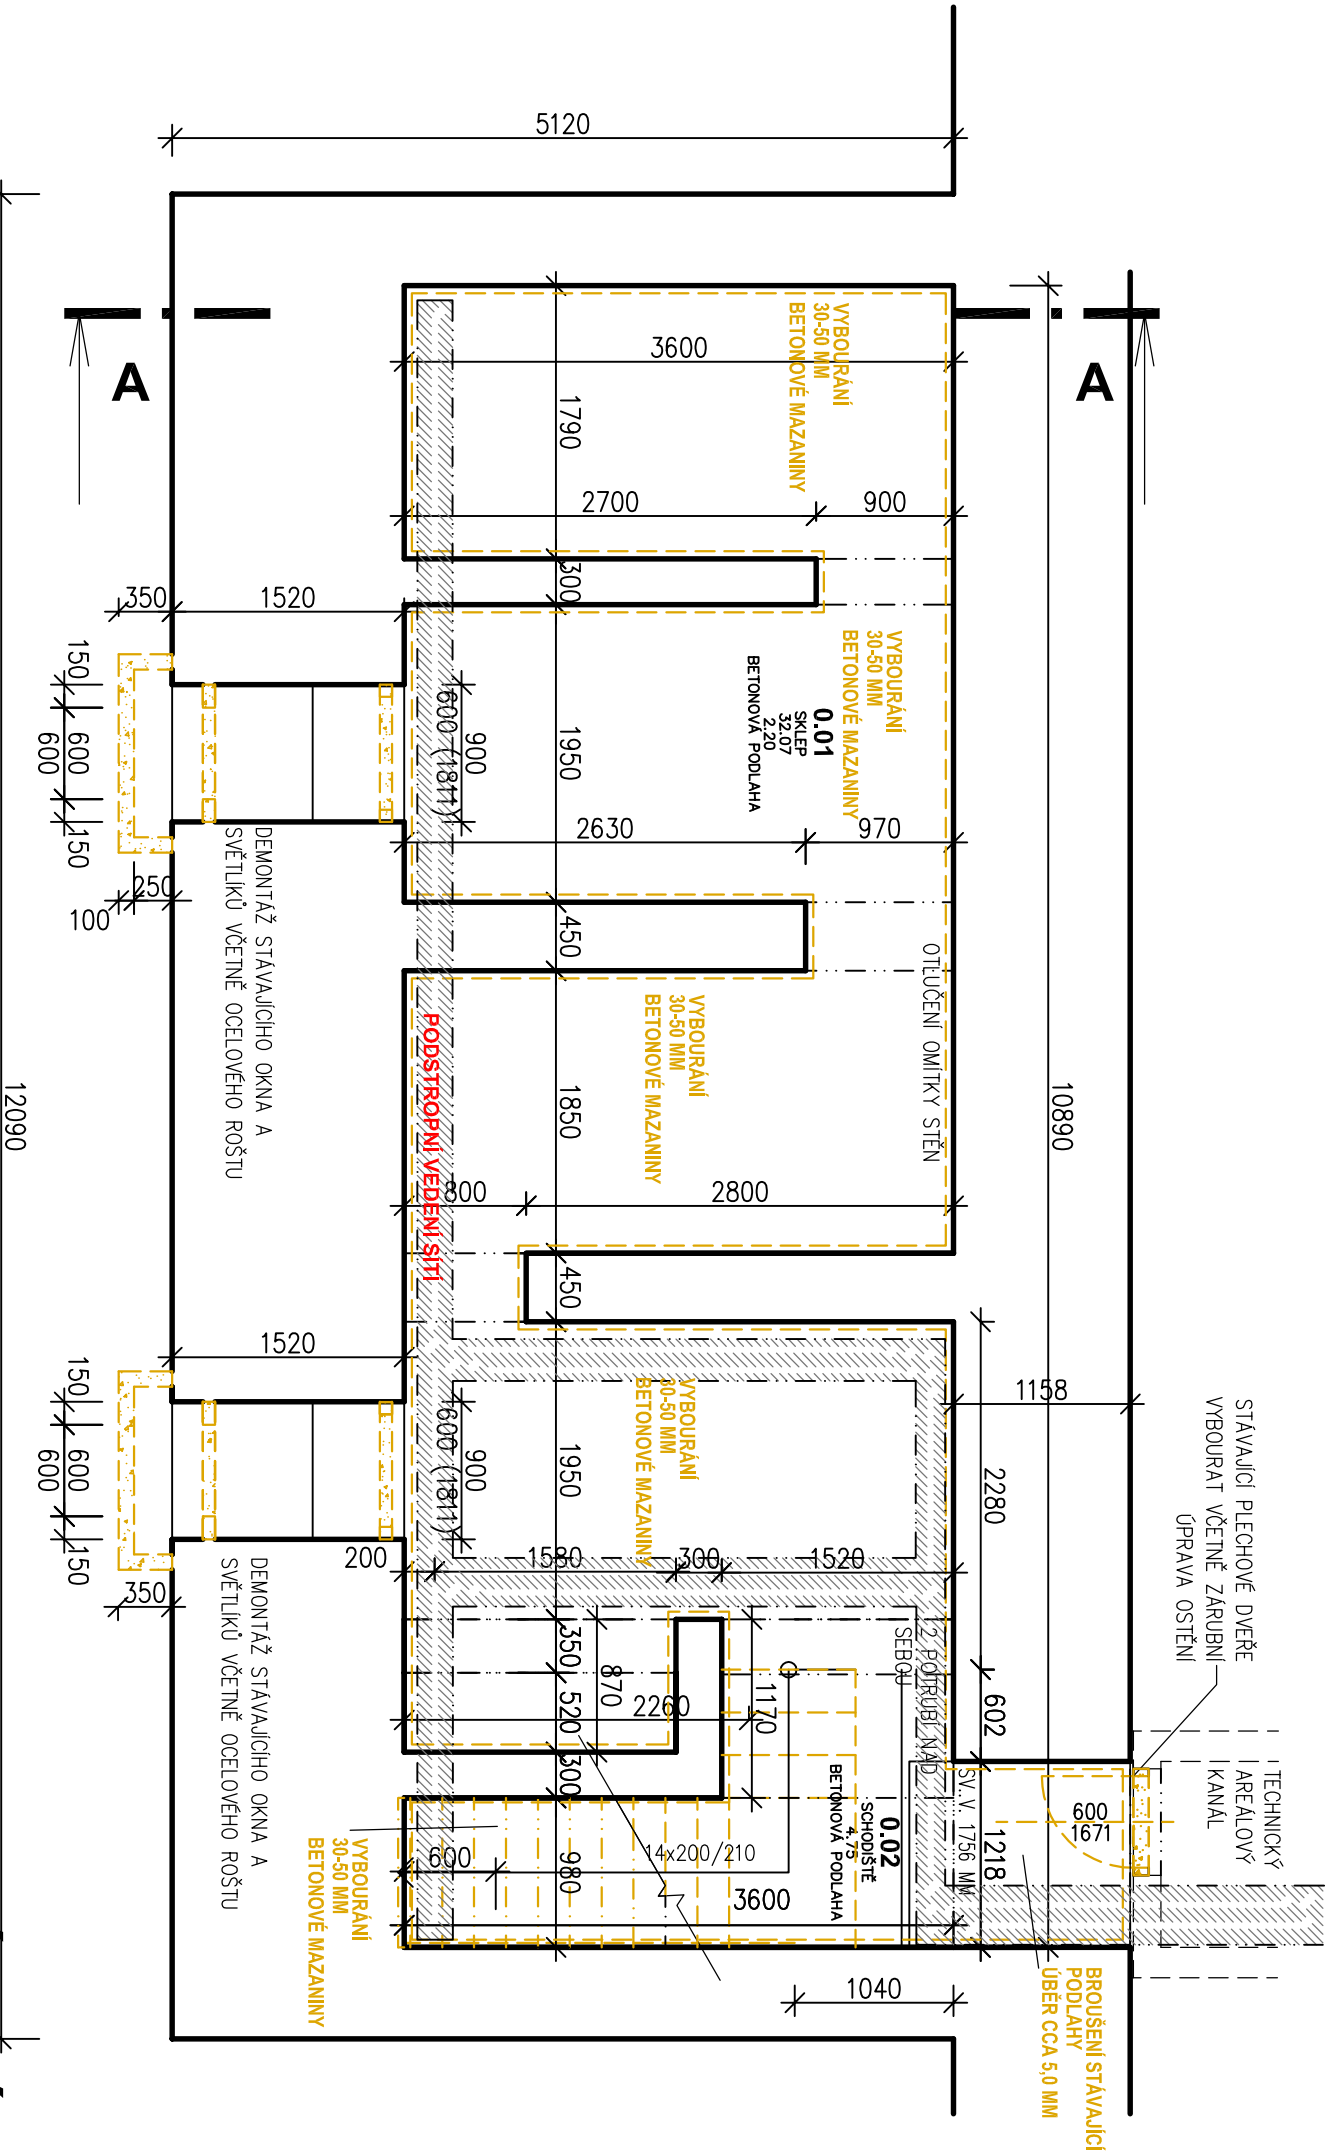 5120
12090
10890
A
A
3600
1790
2700
900
300
350
1520
150
600
600
150
250
100
900
600 (1811)
1950
2630
970
450
1850
800
2800
450
1520
1158
2280
602
1218
150
600
600
150
350
900
600 (1811)
1950
200
1580
300
1520
350
520
300
980
870
2260
1170
600
3600
1040
14x200/210
VYBOURÁNÍ
30-50 MM
BETONOVÉ MAZANINY
VYBOURÁNÍ
30-50 MM
BETONOVÉ MAZANINY
0.01
SKLEP
32.07
2.20
BETONOVÁ PODLAHA
VYBOURÁNÍ
30-50 MM
BETONOVÉ MAZANINY
OTLUČENÍ OMÍTKY STĚN
PODSTROPNÍ VEDENÍ SÍTÍ
DEMONTÁŽ STÁVAJÍCÍHO OKNA A
SVĚTLÍKŮ VČETNĚ OCELOVÉHO ROŠTU
VYBOURÁNÍ
30-50 MM
BETONOVÉ MAZANINY
STÁVAJÍCÍ PLECHOVÉ DVEŘE
VYBOURAT VČETNĚ ZÁRUBNÍ
ÚPRAVA OSTĚNÍ
2 POTRUBÍ NAD
SEBOU
TECHNICKÝ
AREÁLOVÝ
KANÁL
600
1671
SV.V. 1756 MM
0.02
SCHODIŠTĚ
4.75
BETONOVÁ PODLAHA
DEMONTÁŽ STÁVAJÍCÍHO OKNA A
SVĚTLÍKŮ VČETNĚ OCELOVÉHO ROŠTU
VYBOURÁNÍ
30-50 MM
BETONOVÉ MAZANINY
BROUŠENÍ STÁVAJÍCÍ
PODLAHY
ÚBĚR CCA 5,0 MM